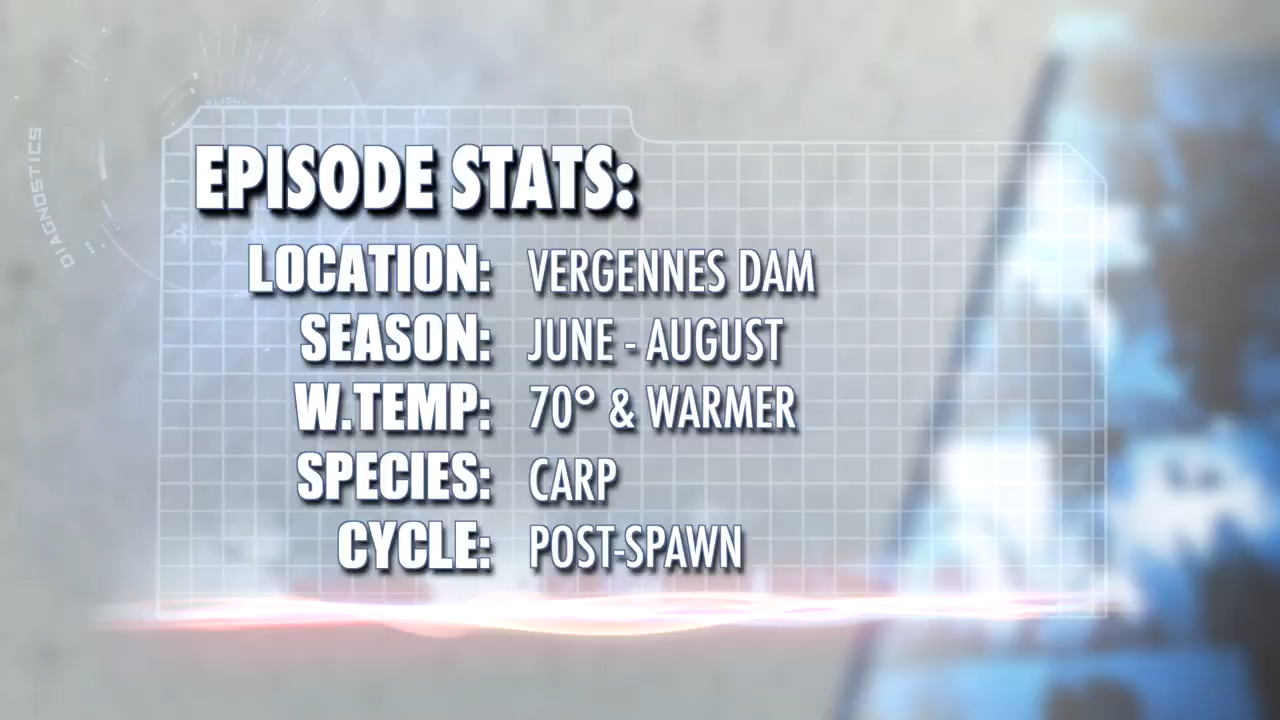 EPISODE STATS:
LOCATION: VERGENNES DAM
SEASON: JUNE - AUGUST
W.TEMP: 70° & WARMER
SPECIES: CARP
CYCLE: POST-SPAWN
DIAGNOSTICS